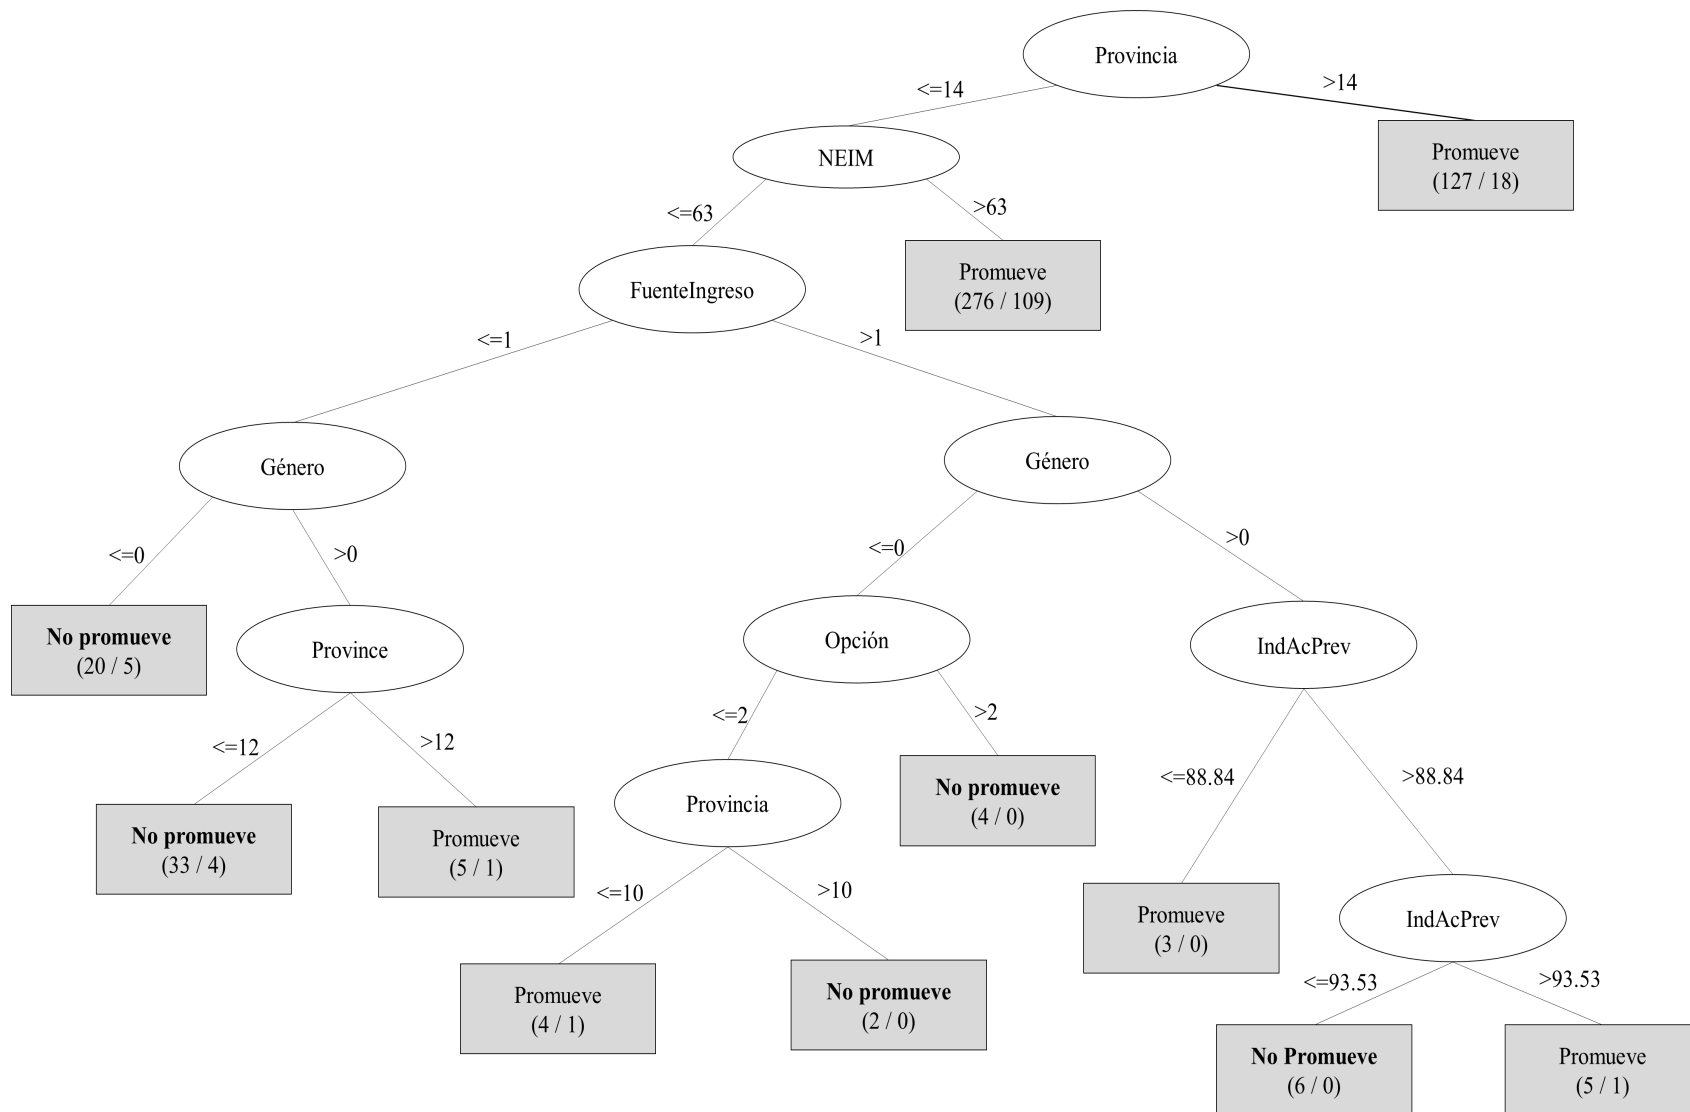 Provincia
<=14
>14
NEIM
Promueve
(127 / 18)
<=63
>63
FuenteIngreso
Promueve
(276 / 109)
<=1
>1
Género
Género
<=0
>0
<=0
>0
No promueve
(20 / 5)
Province
Opción
IndAcPrev
<=12
>12
<=2
>2
<=88.84
>88.84
No promueve
(33 / 4)
Promueve
(5 / 1)
Provincia
No promueve
(4 / 0)
<=10
>10
Promueve
(3 / 0)
IndAcPrev
Promueve
(4 / 1)
No promueve
(2 / 0)
<=93.53
>93.53
No Promueve
(6 / 0)
Promueve
(5 / 1)